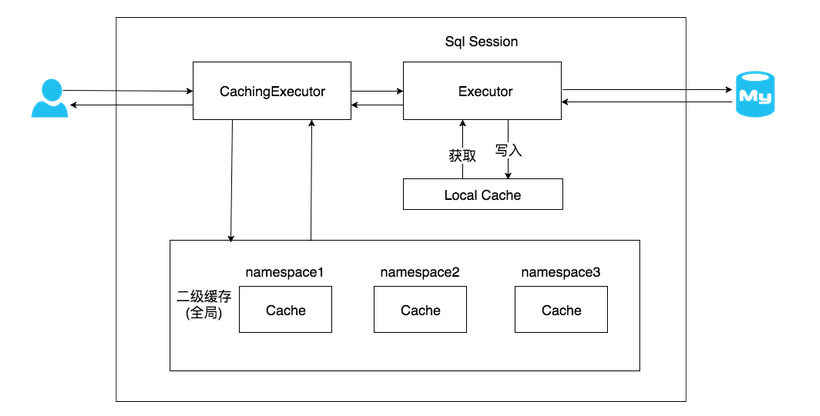 Sql Session
CachingExecutor
Executor
My
获取
写入
Local Cache
namespace1
namespace2
namespace3
二级缓存
(全局)
Cache
Cache
Cache